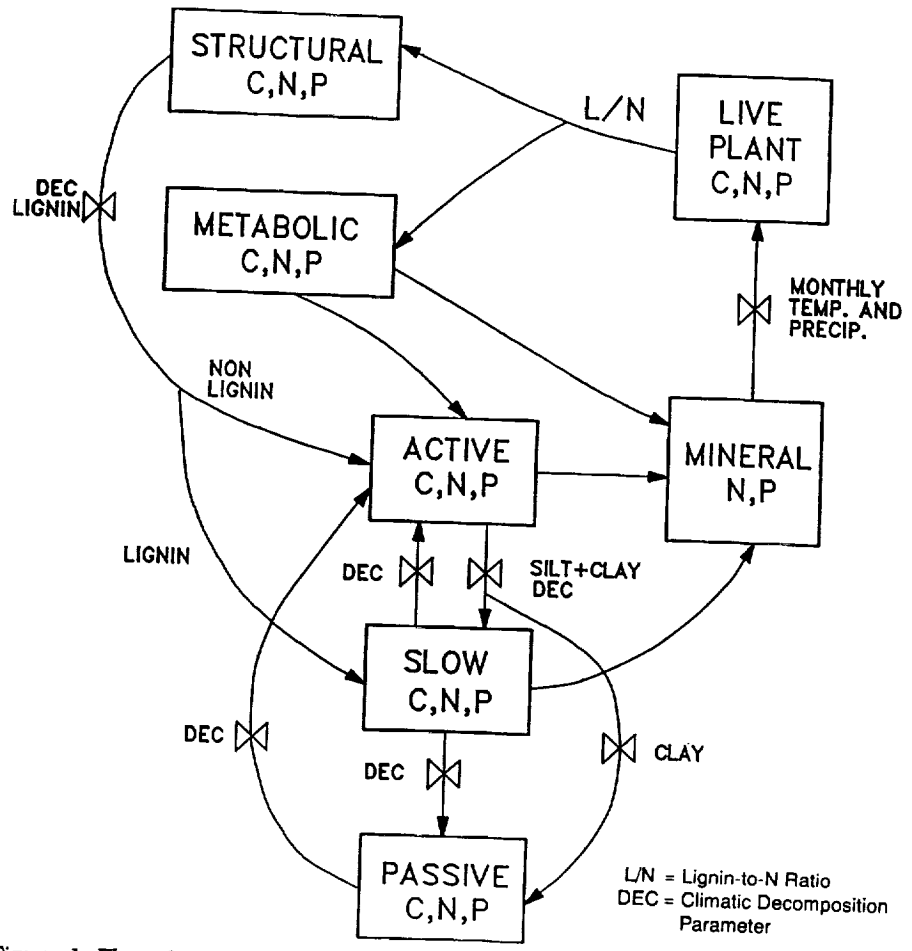 STRUCTURAL
C,N,P
L/N
LIVE
PLANT
C,N,P
DEC
LIGNIN
METABOLIC
C,N,P
MONTHLY
TEMP. AND
PRECIP.
NON
LIGNIN
ACTIVE
C,N,P
MINERAL
N,P
LIGNIN
DEC
SILT+CLAY
DEC
SLOW
C,N,P
DEC
DEC
CLAY
PASSIVE
C,N,P
L/N = Lignin-to-N Ratio
DEC = Climatic Decomposition
Parameter